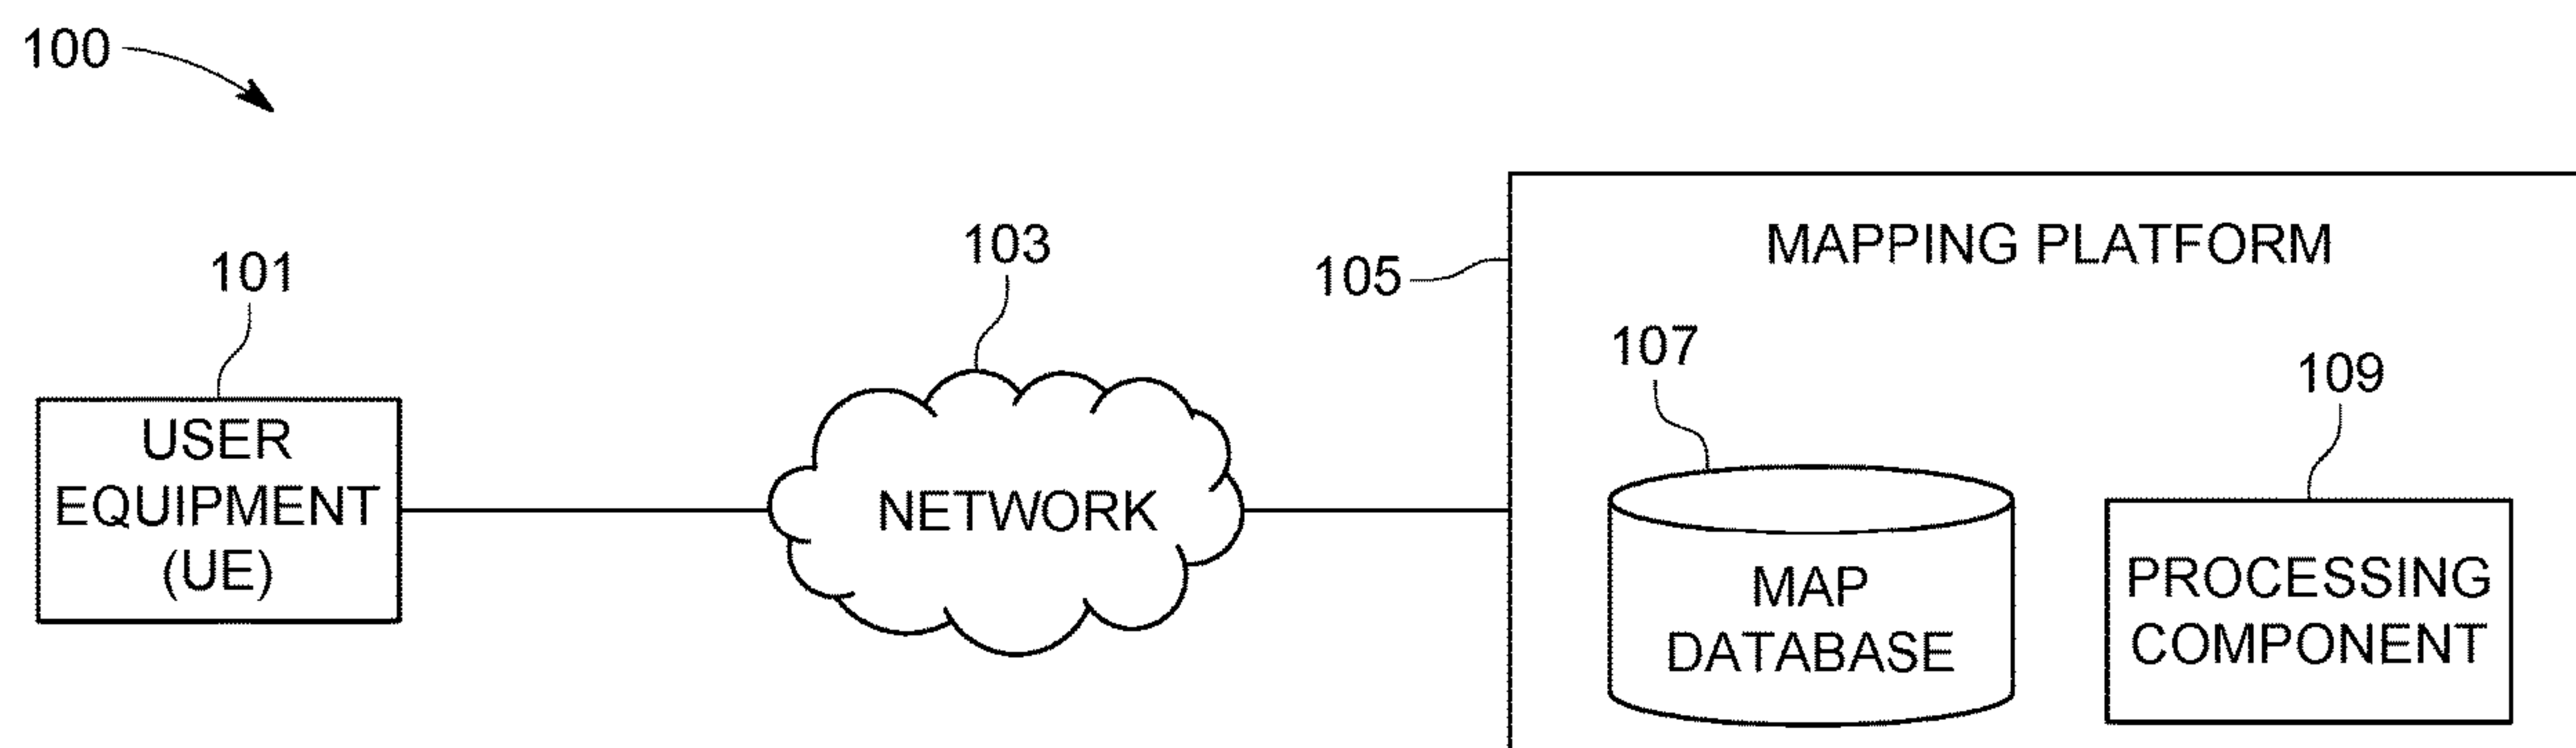 100
101
USER
EQUIPMENT
(UE)
103
NETWORK
105
MAPPING PLATFORM
107
MAP
DATABASE
109
PROCESSING
COMPONENT